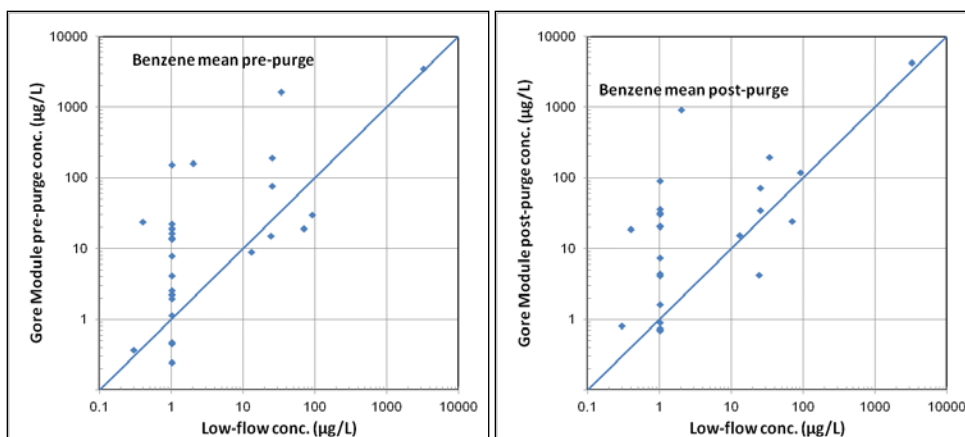 Benzene mean pre-purge
Gore Module pre-purge conc. (µg/L)
10000
1000
100
10
1
0.1 1 10 100 1000 10000
Low-flow conc. (µg/L)
Benzene mean post-purge
Gore Module post-purge conc. (µg/L)
10000
1000
100
10
1
0.1 1 10 100 1000 10000
Low-flow conc. (µg/L)